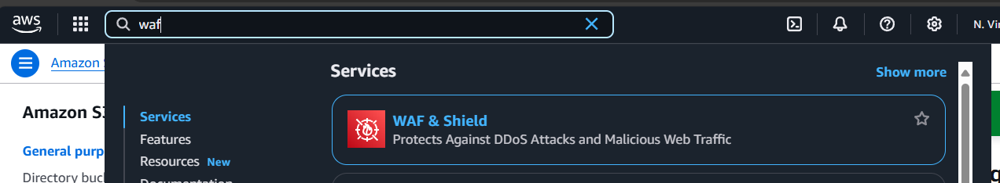 aws
waf
N. Vi
Amazon S
Services
Show more
Amazon S3
Services
WAF & Shield
Protects Against DDoS Attacks and Malicious Web Traffic
Features
General purp
Resources New
Directory buc
Documentation